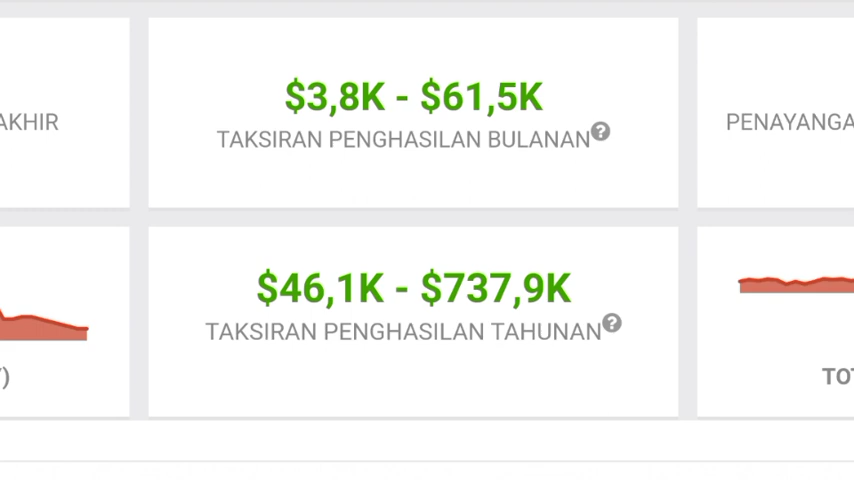 $3,8K - $61,5K
AKHIR
TAKSIRAN PENGHASILAN BULANAN
PENAYANGA
$46,1K - $737,9K
TAKSIRAN PENGHASILAN TAHUNAN
)
TOT